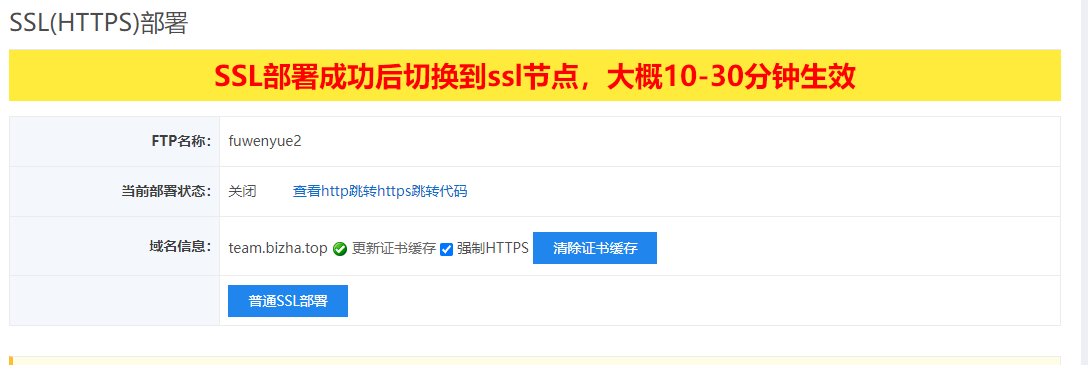 SSL(HTTPS)部署
SSL部署成功后切换到ssl节点，大概10-30分钟生效
FTP名称： fuwenyue2
当前部署状态： 关闭 查看http跳转https跳转代码
域名信息： team.bizha.top 更新证书缓存 强制HTTPS 清除证书缓存
普通SSL部署